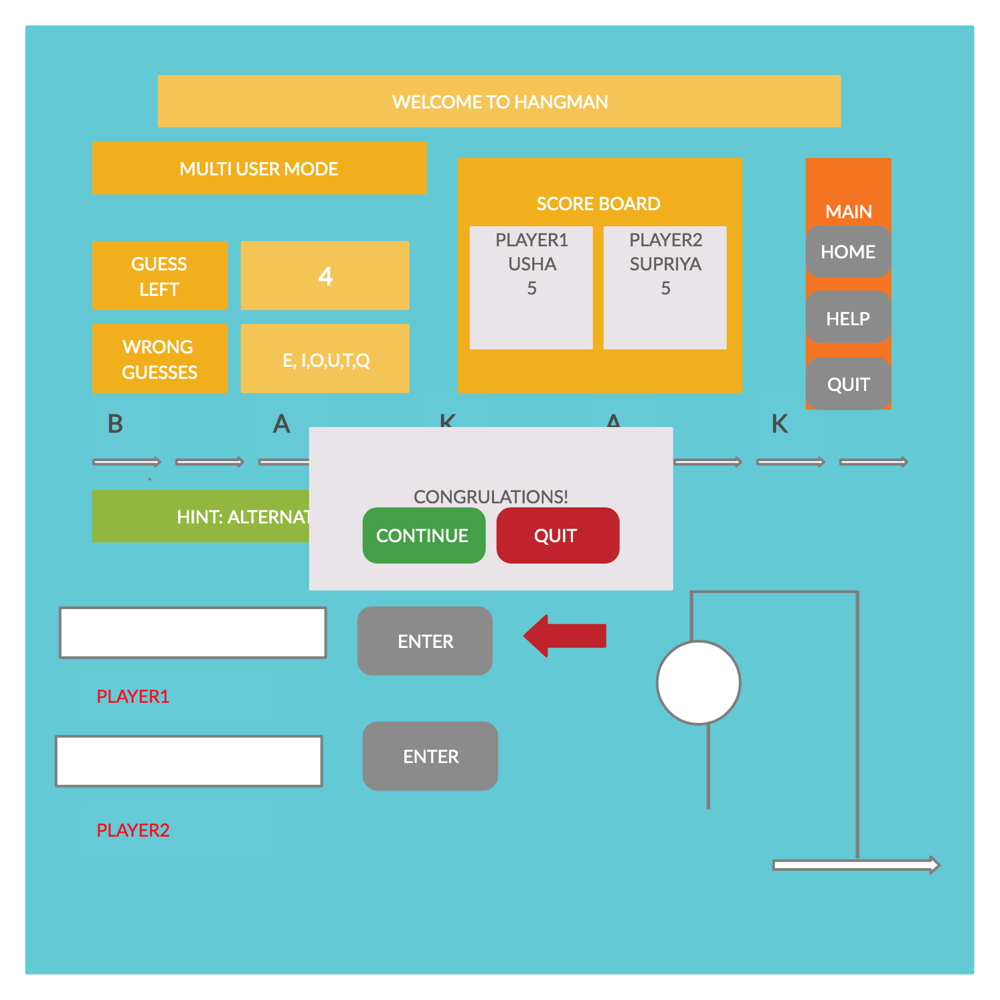 WELCOME TO HANGMAN
MULTI USER MODE
SCORE BOARD
MAIN
PLAYER1
USHA
5
PLAYER2
SUPRIYA
5
HOME
GUESS
LEFT
4
HELP
WRONG
GUESSES
E, I,O,U,T,Q
QUIT
B A K A K
HINT: ALTERNAT
CONGRULATIONS!
CONTINUE
QUIT
ENTER
PLAYER1
ENTER
PLAYER2